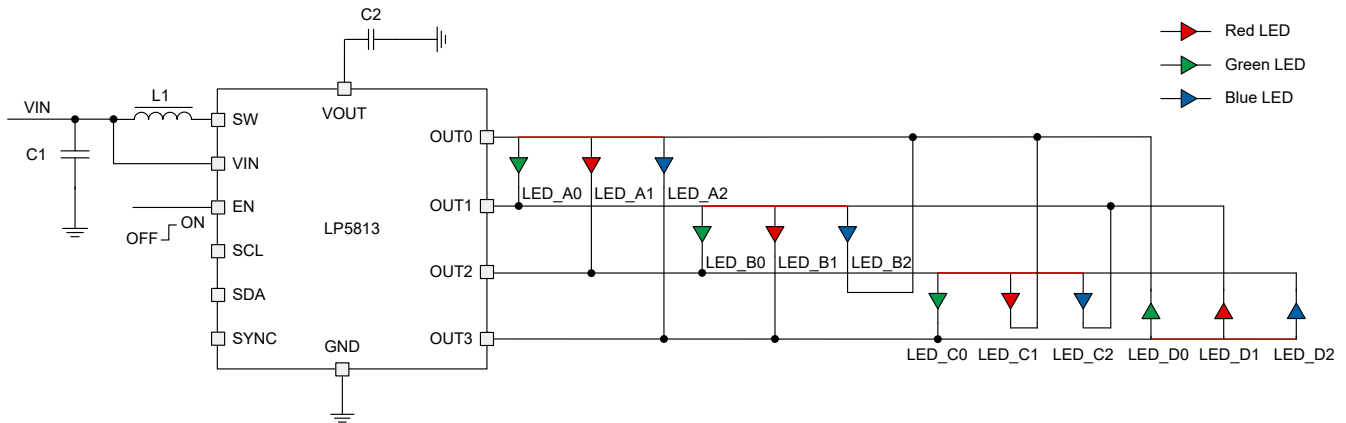 C2
Red LED
Green LED
Blue LED
VIN
L1
C1
SW
VOUT
OUT0
VIN
LED_A0 LED_A1 LED_A2
EN
OUT1
OFF ON
LP5813
SCL
LED_B0 LED_B1 LED_B2
OUT2
SDA
SYNC
GND
OUT3
LED_C0 LED_C1 LED_C2 LED_D0 LED_D1 LED_D2